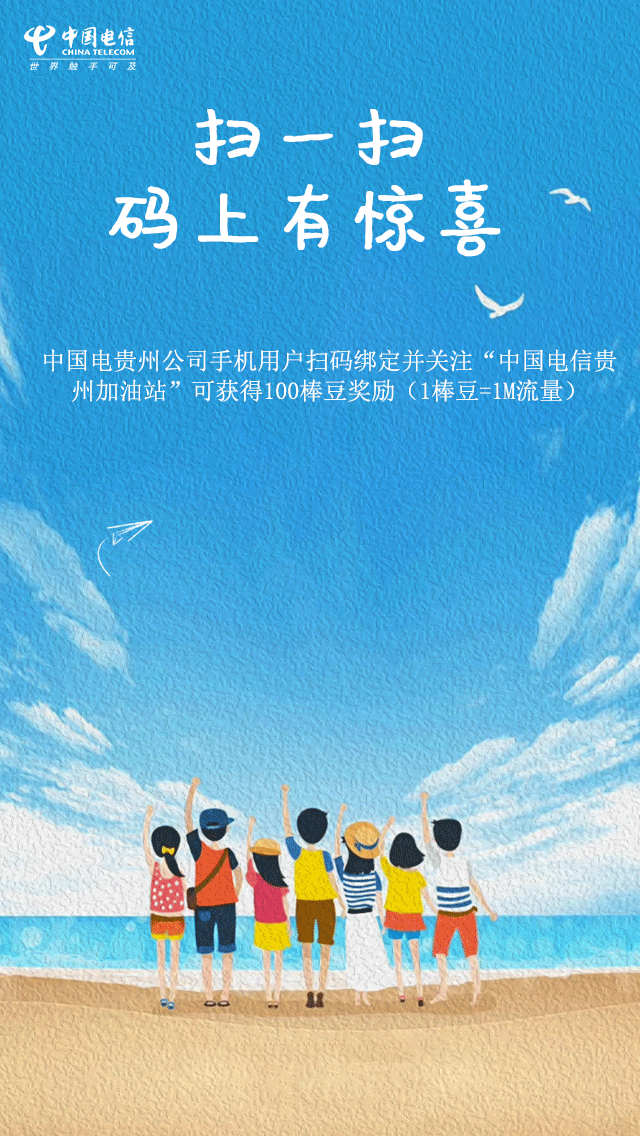 中国电信
CHINA TELECOM
世界触手可及
扫一扫
码上有惊喜
中国电贵州公司手机用户扫码绑定并关注“中国电信贵
州加油站”可获得100棒豆奖励（1棒豆=1M流量）